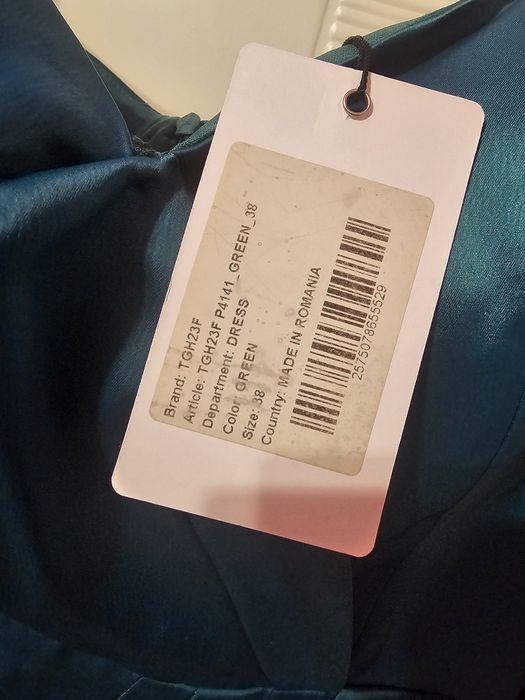 Brand: TGH23F
Article: TGH23F P4141_GREEN_38
Department: DRESS
Color: GREEN
Size: 38
Country: MADE IN ROMANIA
2575078655529